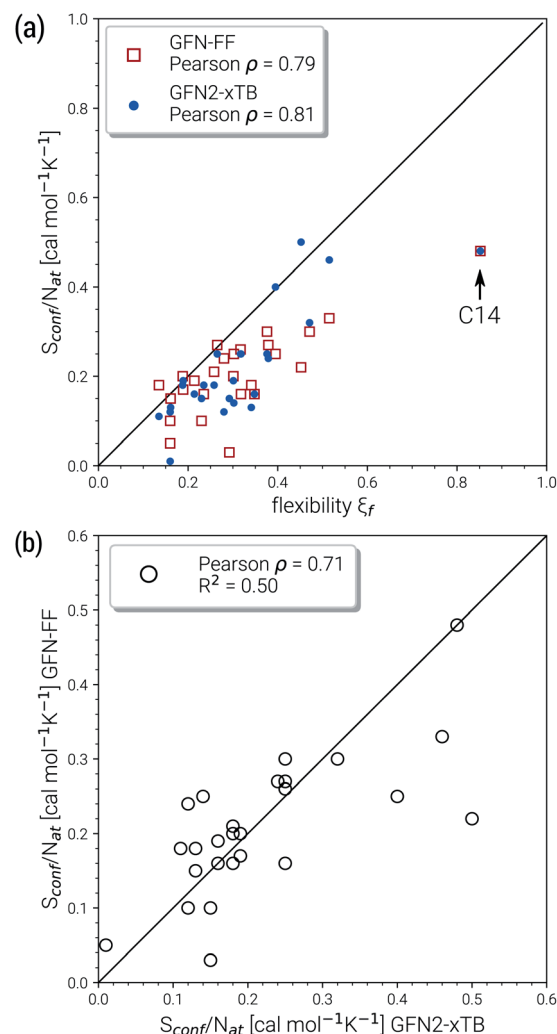 (a)
GFN-FF
Pearson ρ = 0.79
GFN2-xTB
Pearson ρ = 0.81
S_conf/N_at [cal mol⁻¹K⁻¹]
1.0
0.8
0.6
0.4
0.2
0.0
C14
0.0 0.2 0.4 0.6 0.8 1.0
flexibility ξ_f
(b)
Pearson ρ = 0.71
R² = 0.50
S_conf/N_at [cal mol⁻¹K⁻¹] GFN-FF
0.6
0.5
0.4
0.3
0.2
0.1
0.0
0.0 0.1 0.2 0.3 0.4 0.5 0.6
S_conf/N_at [cal mol⁻¹K⁻¹] GFN2-xTB